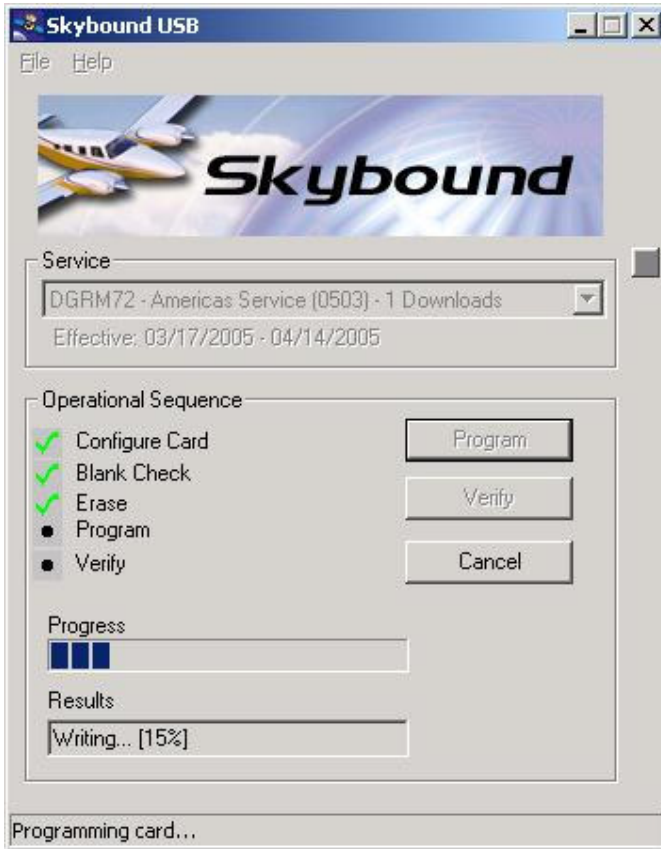 Skybound USB
File Help
Skybound
Service
DGRM72 - Americas Service (0503) - 1 Downloads
Effective: 03/17/2005 - 04/14/2005
Operational Sequence
Configure Card
Blank Check
Erase
Program
Verify
Program
Verify
Cancel
Progress
Results
Writing... [15%]
Programming card...